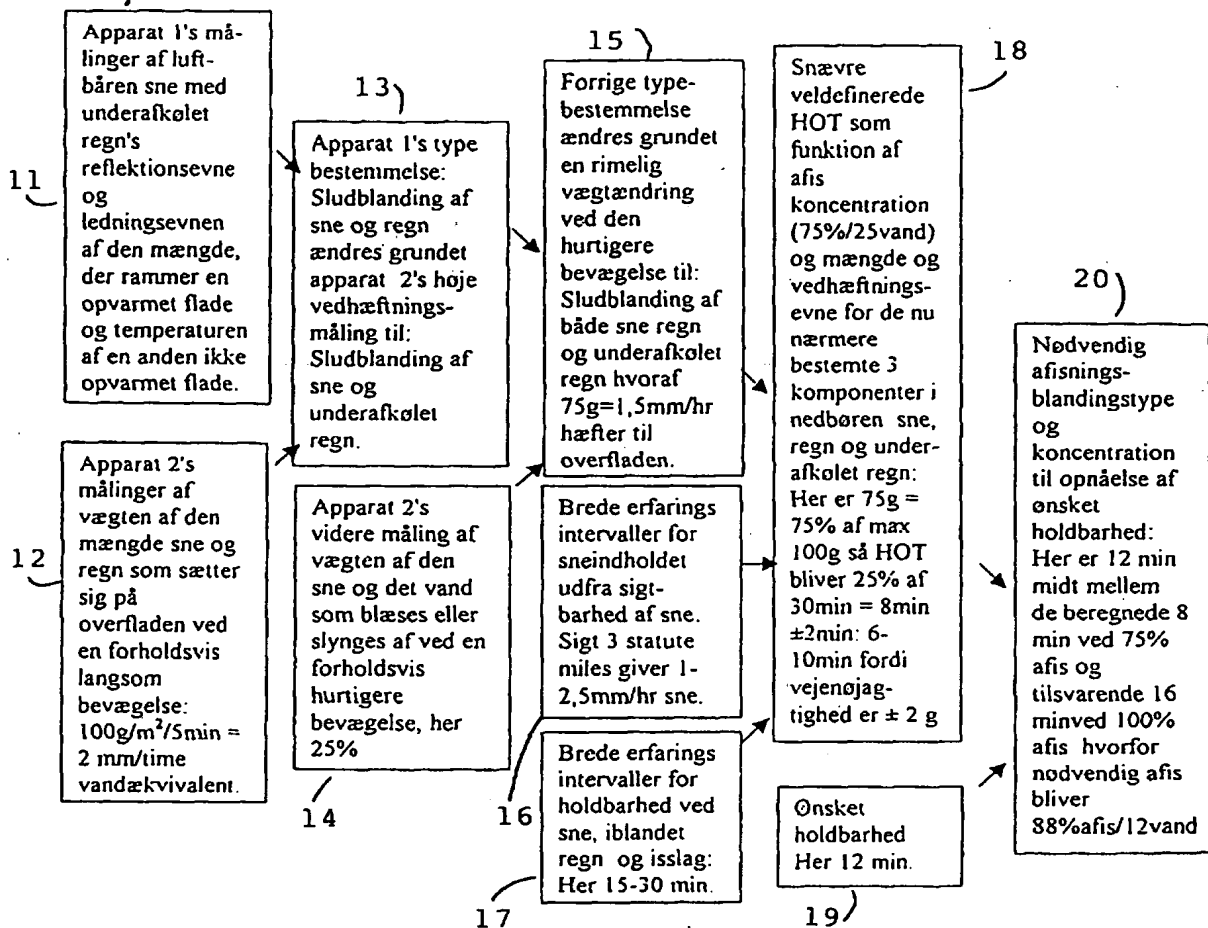 11
Apparat 1's må-
linger af luft-
båren sne med
underafkølet
regn's
reflektionsevne
og
ledningsevnen
af den mængde,
der rammer en
opvarmet flade
og temperaturen
af en anden ikke
opvarmet flade.
12
Apparat 2's
målinger af
vægten af den
mængde sne og
regn som sætter
sig på
overfladen ved
en forholdsvis
langsom
bevægelse:
100g/m²/5min =
2 mm/time
vandækvivalent.
13
Apparat 1's type
bestemmelse:
Sludblanding af
sne og regn
ændres grundet
apparat 2's høje
vedhæftnings-
måling til:
Sludblanding af
sne og
underafkølet
regn.
Apparat 2's
videre måling af
vægten af den
sne og det vand
som blæses eller
slynges af ved en
forholdsvis
hurtigere
bevægelse, her
25%
14
15
Forrige type-
bestemmelse
ændres grundet
en rimelig
vægtændring
ved den
hurtigere
bevægelse til:
Sludblanding af
både sne regn
og underafkølet
regn hvoraf
75g=1,5mm/hr
hæfter til
overfladen.
Brede erfarings
intervaller for
sneindholdet
udfra sigt-
barhed af sne.
Sigt 3 statute
miles giver 1-
2,5mm/hr sne.
16
Brede erfarings
intervaller for
holdbarhed ved
sne, iblandet
regn og isslag:
Her 15-30 min.
17
18
Snævre
veldefinerede
HOT som
funktion af
afis
koncentration
(75%/25vand)
og mængde og
vedhæftnings-
evne for de nu
nærmere
bestemte 3
komponenter i
nedbøren sne,
regn og under-
afkølet regn:
Her er 75g =
75% af max
100g så HOT
bliver 25% af
30min = 8min
±2min: 6-
10min fordi
vejenøjag-
tighed er ± 2 g
Ønsket
holdbarhed
Her 12 min.
19
20
Nødvendig
afisnings-
blandingstype
og
koncentration
til opnåelse af
ønsket
holdbarhed:
Her er 12 min
midt mellem
de beregnede 8
min ved 75%
afis og
tilsvarende 16
minved 100%
afis hvorfor
nødvendig afis
bliver
88%afis/12vand